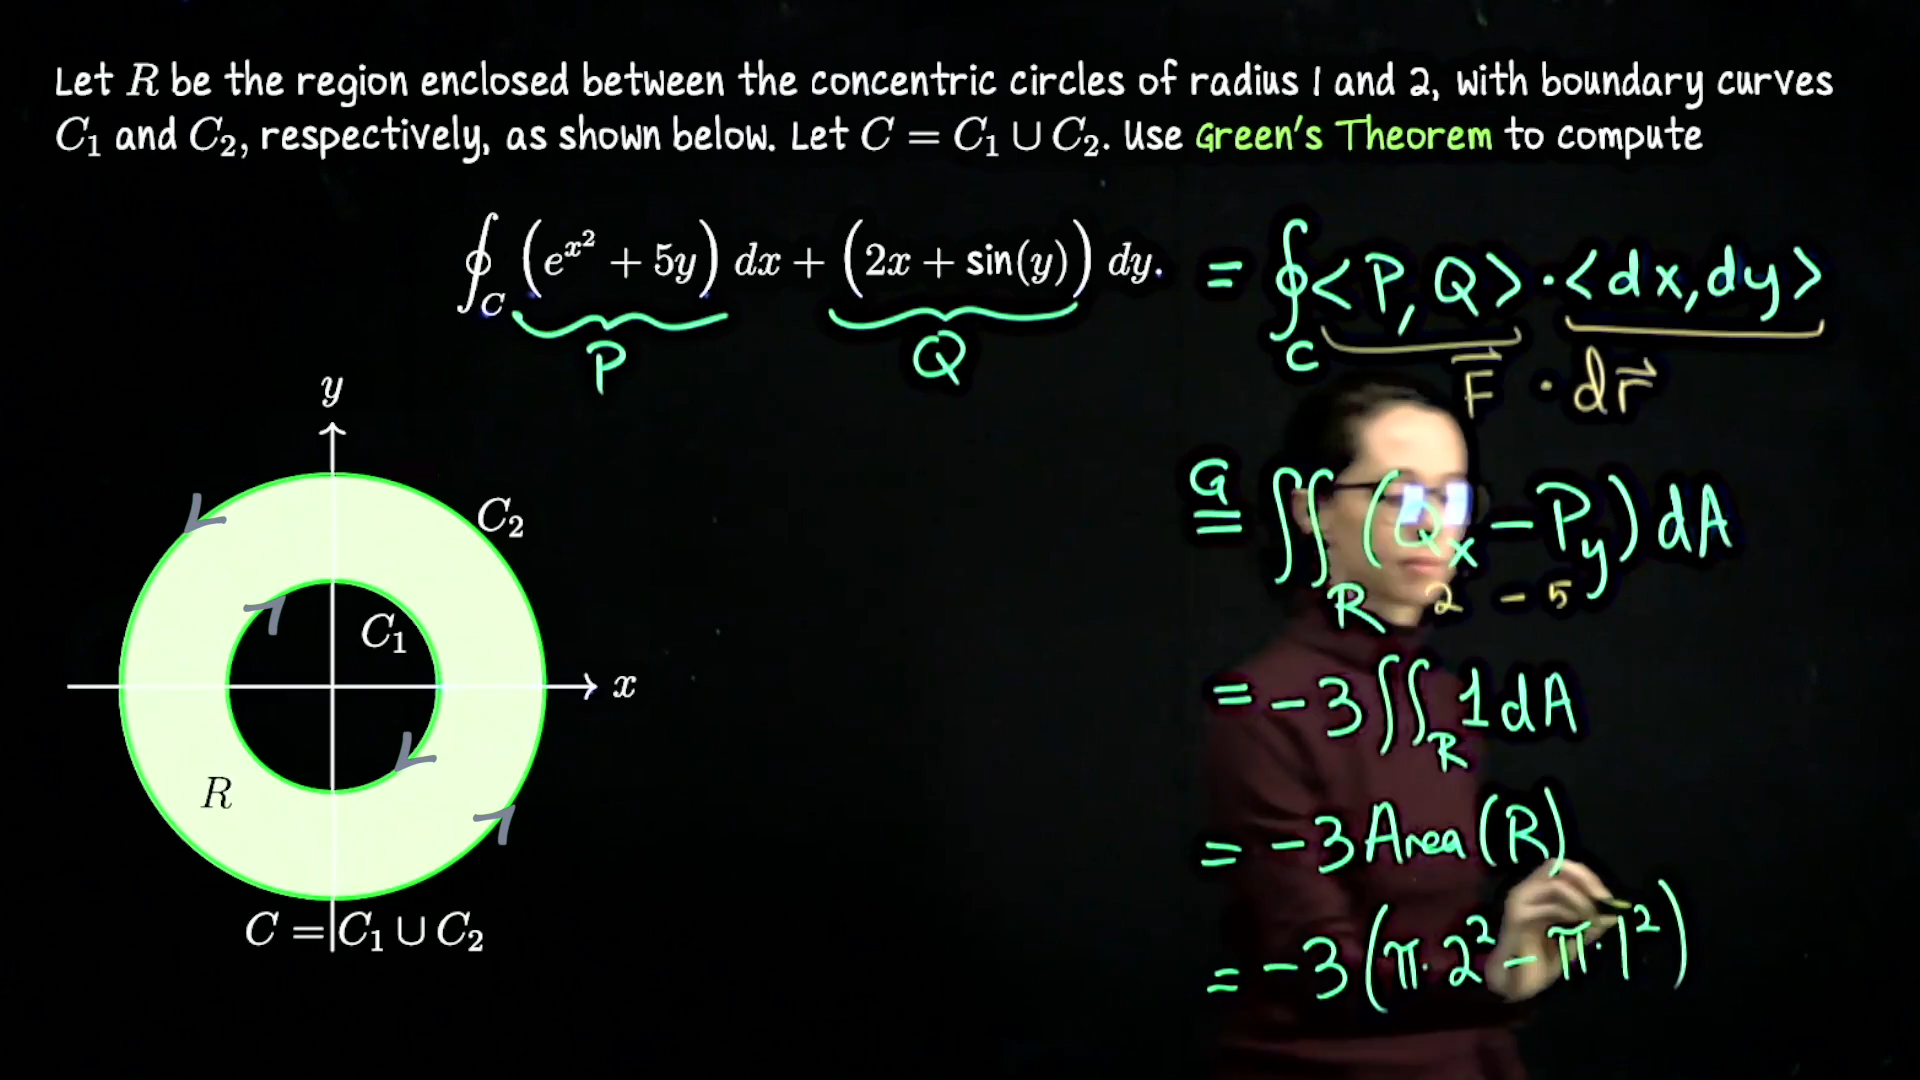 Let R be the region enclosed between the concentric circles of radius 1 and 2, with boundary curves
C₁ and C₂, respectively, as shown below. Let C = C₁ ∪ C₂. Use Green's Theorem to compute
∮_C (e^{x²} + 5y) dx + (2x + sin(y)) dy. = ∮_C <P, Q> · <dx, dy>
P Q F⃗ · dr⃗
y
G
= ∬_R (Q_x − P_y) dA
C₂
2 − 5
C₁
x
= −3 ∬_R 1 dA
R
= −3 Area (R)
C = C₁ ∪ C₂
= −3 (π · 2² − π · 1²)